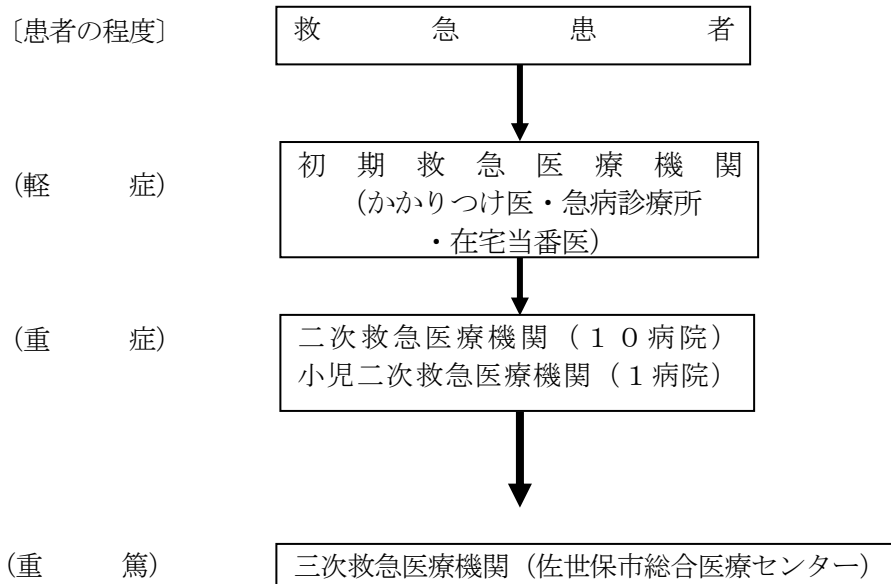 〔患者の程度〕
救急患者
(軽症)
初期救急医療機関
(かかりつけ医・急病診療所
・在宅当番医)
(重症)
二次救急医療機関(10病院)
小児二次救急医療機関(1病院)
(重篤)
三次救急医療機関(佐世保市総合医療センター)